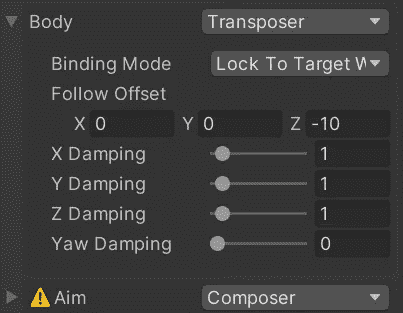 Body Transposer
Binding Mode Lock To Target W
Follow Offset
X 0 Y 0 Z -10
X Damping 1
Y Damping 1
Z Damping 1
Yaw Damping 0
Aim Composer